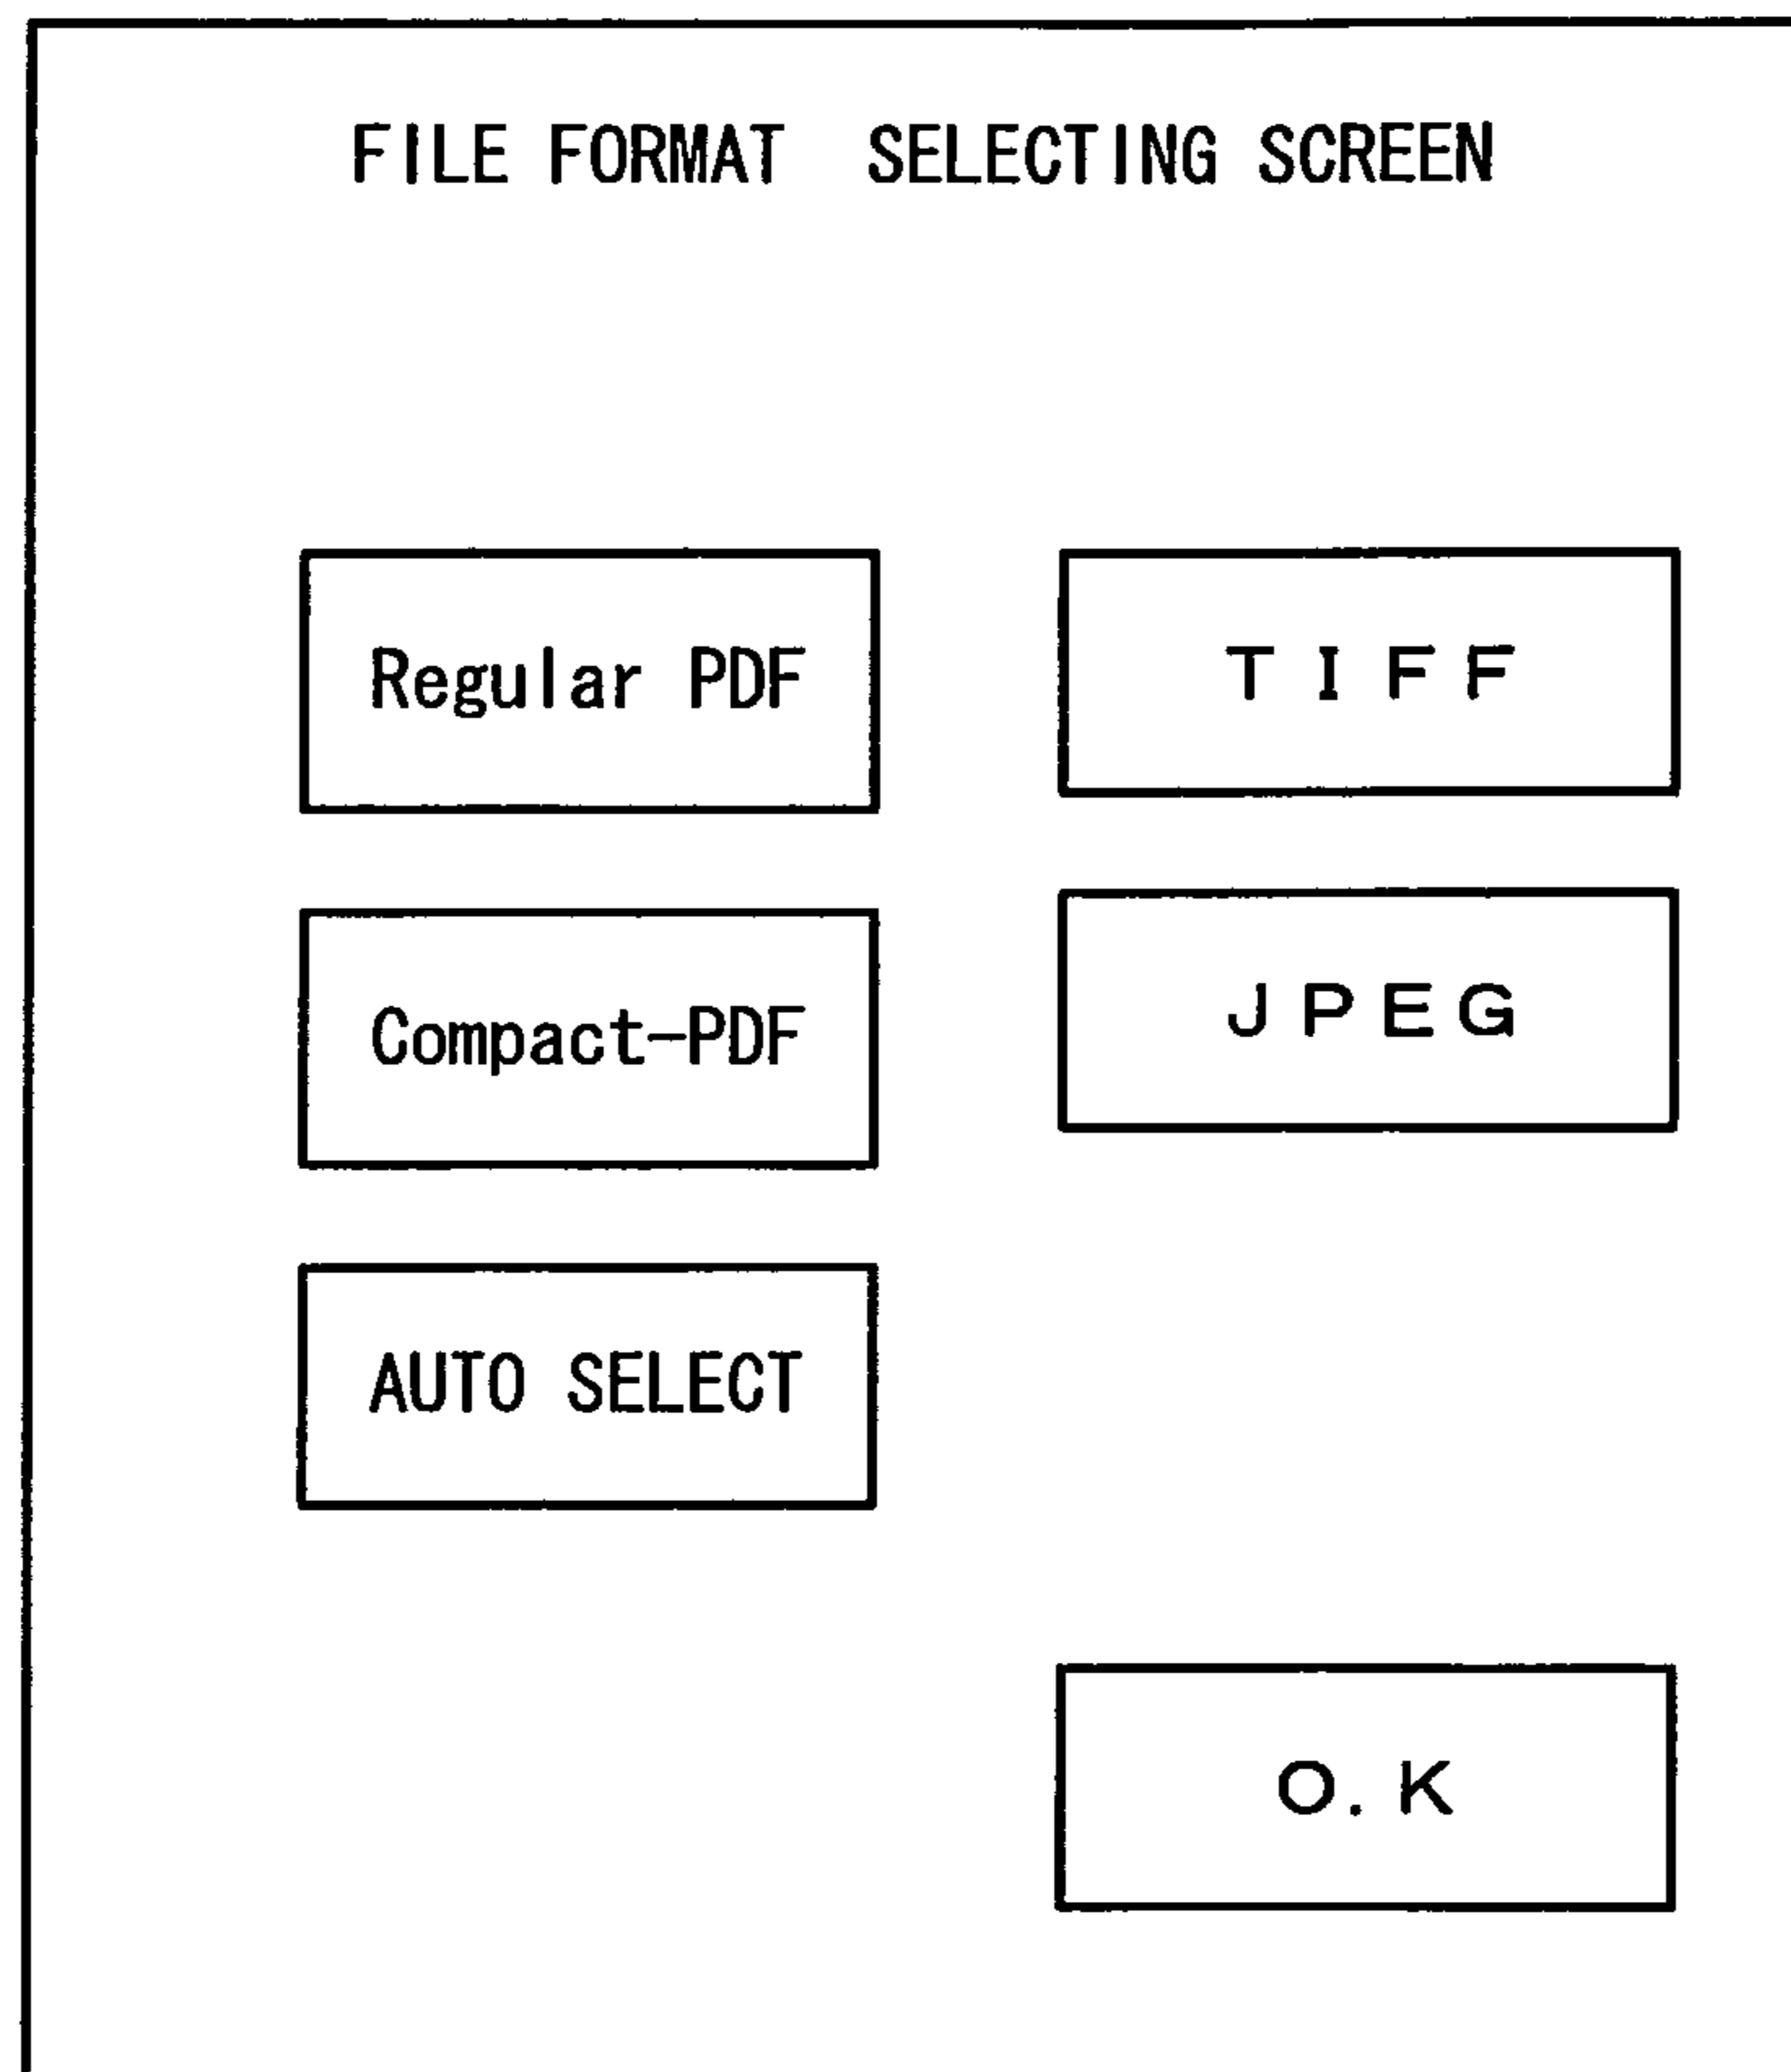 FILE FORMAT SELECTING SCREEN
Regular PDF
TIFF
Compact-PDF
JPEG
AUTO SELECT
O.K